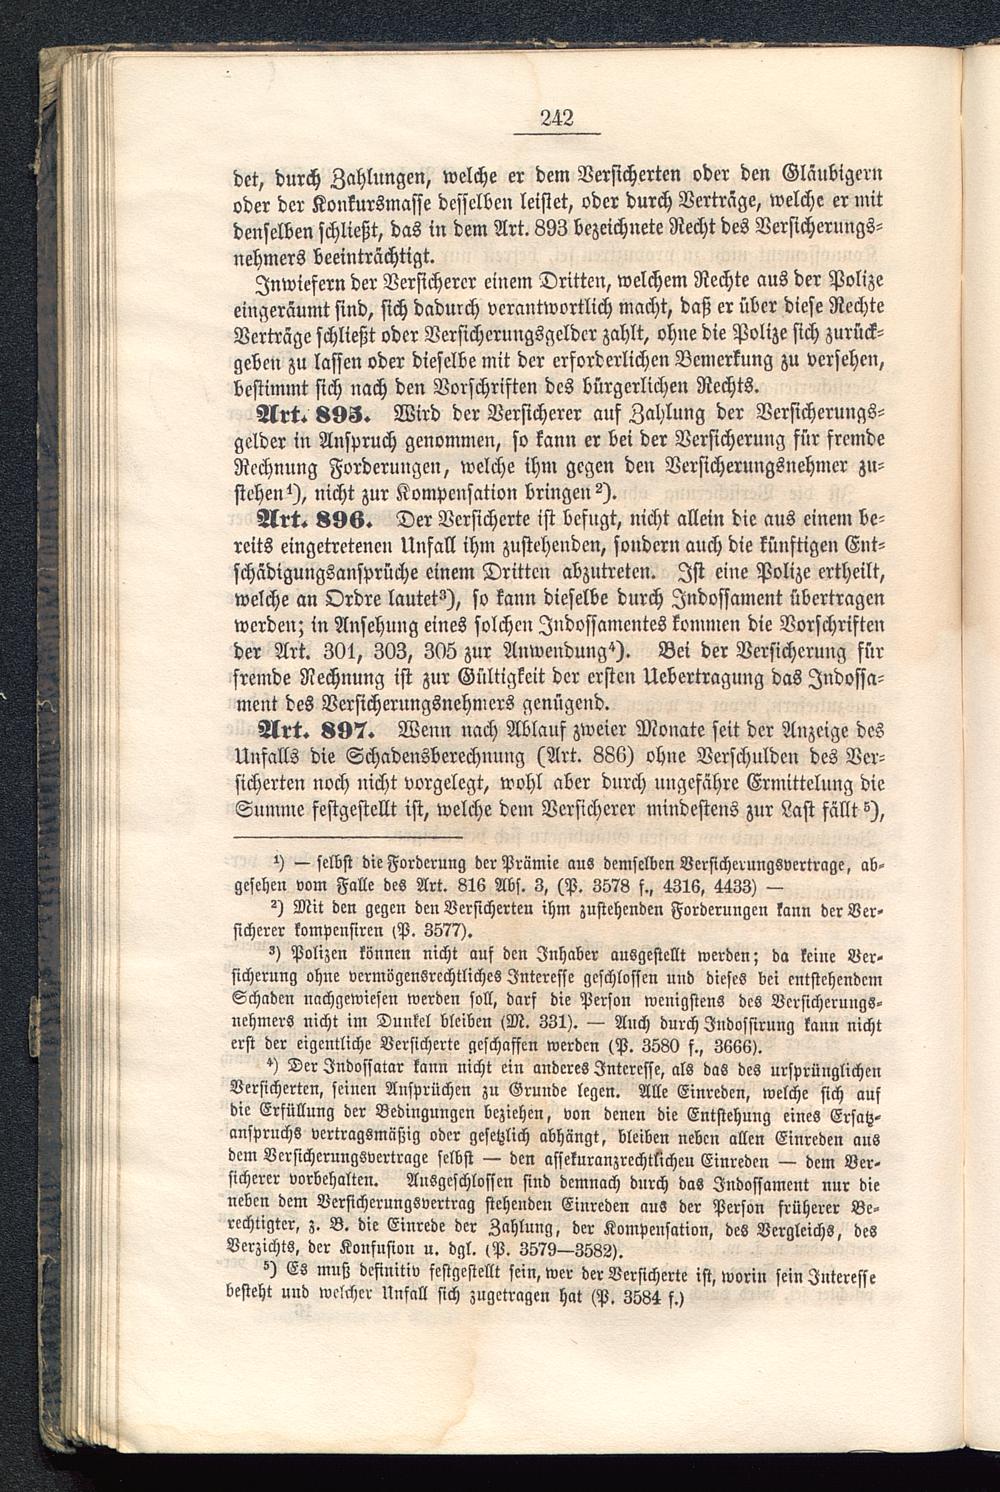 242
det, durch Zahlungen, welche er dem Versicherten oder den Gläubigern
oder der Konkursmasse desselben leistet, oder durch Verträge, welche er mit
denselben schließt, das in dem Art. 893 bezeichnete Recht des Versicherungs-
nehmers beeinträchtigt.
Inwiefern der Versicherer einem Dritten, welchem Rechte aus der Polize
eingeräumt sind, sich dadurch verantwortlich macht, daß er über diese Rechte
Verträge schließt oder Versicherungsgelder zahlt, ohne die Polize sich zurück-
geben zu lassen oder dieselbe mit der erforderlichen Bemerkung zu versehen,
bestimmt sich nach den Vorschriften des bürgerlichen Rechts.
Art. 895. Wird der Versicherer auf Zahlung der Versicherungs-
gelder in Anspruch genommen, so kann er bei der Versicherung für fremde
Rechnung Forderungen, welche ihm gegen den Versicherungsnehmer zu-
stehen¹), nicht zur Kompensation bringen²).
Art. 896. Der Versicherte ist befugt, nicht allein die aus einem be-
reits eingetretenen Unfall ihm zustehenden, sondern auch die künftigen Ent-
schädigungsansprüche einem Dritten abzutreten. Ist eine Polize ertheilt,
welche an Ordre lautet³), so kann dieselbe durch Indossament übertragen
werden; in Ansehung eines solchen Indossamentes kommen die Vorschriften
der Art. 301, 303, 305 zur Anwendung⁴). Bei der Versicherung für
fremde Rechnung ist zur Gültigkeit der ersten Uebertragung das Indossa-
ment des Versicherungsnehmers genügend.
Art. 897. Wenn nach Ablauf zweier Monate seit der Anzeige des
Unfalls die Schadensberechnung (Art. 886) ohne Verschulden des Ver-
sicherten noch nicht vorgelegt, wohl aber durch ungefähre Ermittelung die
Summe festgestellt ist, welche dem Versicherer mindestens zur Last fällt⁵),
¹) — selbst die Forderung der Prämie aus demselben Versicherungsvertrage, ab-
gesehen vom Falle des Art. 816 Abs. 3, (P. 3578 f., 4316, 4433) —
²) Mit den gegen den Versicherten ihm zustehenden Forderungen kann der Ver-
sicherer kompensiren (P. 3577).
³) Polizen können nicht auf den Inhaber ausgestellt werden; da keine Ver-
sicherung ohne vermögensrechtliches Interesse geschlossen und dieses bei entstehendem
Schaden nachgewiesen werden soll, darf die Person wenigstens des Versicherungs-
nehmers nicht im Dunkel bleiben (M. 331). — Auch durch Indossirung kann nicht
erst der eigentliche Versicherte geschaffen werden (P. 3580 f., 3666).
⁴) Der Indossatar kann nicht ein anderes Interesse, als das des ursprünglichen
Versicherten, seinen Ansprüchen zu Grunde legen. Alle Einreden, welche sich auf
die Erfüllung der Bedingungen beziehen, von denen die Entstehung eines Ersatz-
anspruchs vertragsmäßig oder gesetzlich abhängt, bleiben neben allen Einreden aus
dem Versicherungsvertrage selbst — den assekuranzrechtlichen Einreden — dem Ver-
sicherer vorbehalten. Ausgeschlossen sind demnach durch das Indossament nur die
neben dem Versicherungsvertrag stehenden Einreden aus der Person früherer Be-
rechtigter, z. B. die Einrede der Zahlung, der Kompensation, des Vergleichs, des
Verzichts, der Konfusion u. dgl. (P. 3579—3582).
⁵) Es muß definitiv festgestellt sein, wer der Versicherte ist, worin sein Interesse
besteht und welcher Unfall sich zugetragen hat (P. 3584 f.)